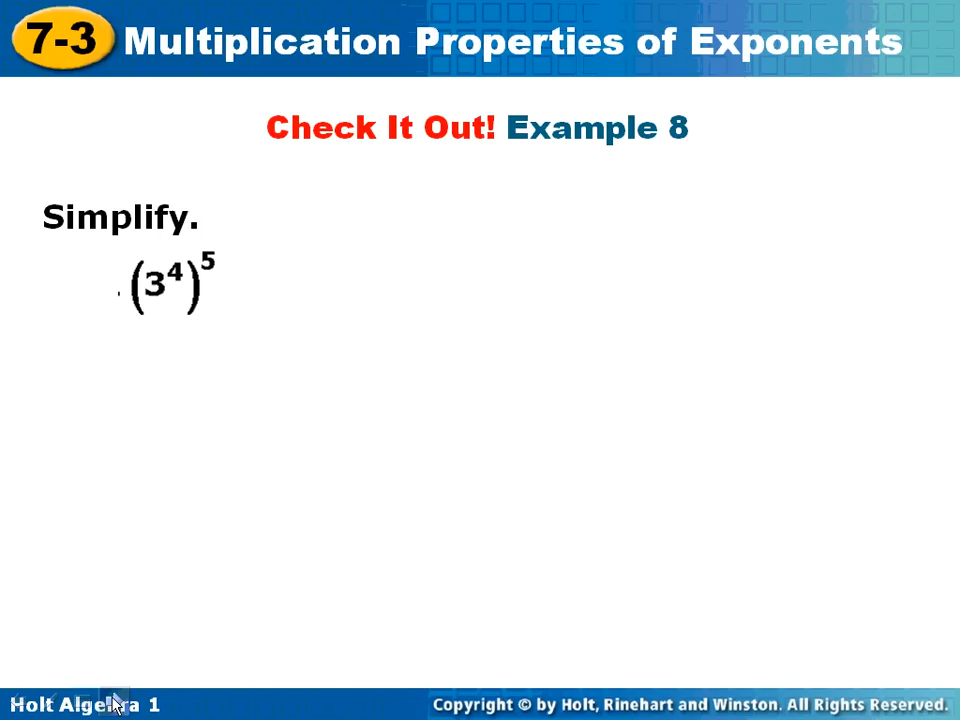 7-3 Multiplication Properties of Exponents
Check It Out! Example 8
Simplify.
. (3⁴)⁵
Holt Algebra 1
Copyright © by Holt, Rinehart and Winston. All Rights Reserved.